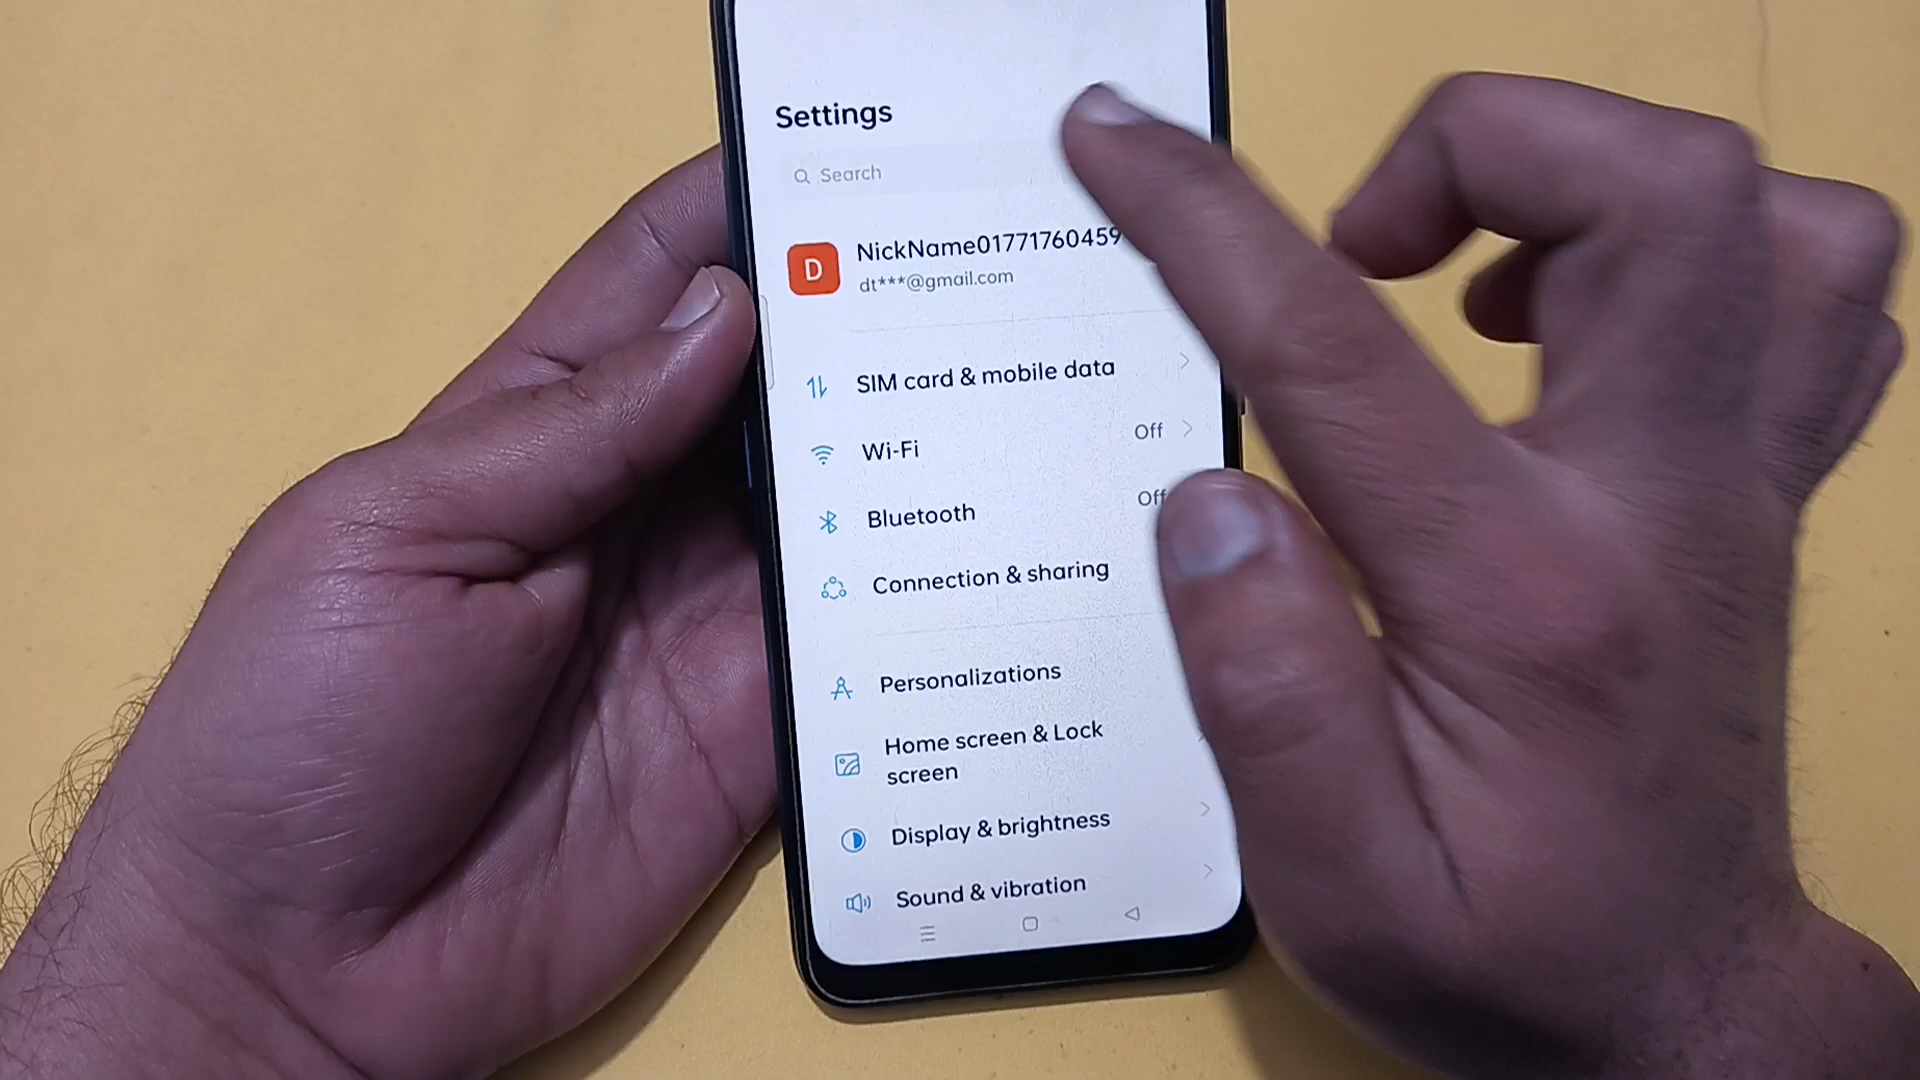 Settings
Search
D
NickName01771760459
dt***@gmail.com
SIM card & mobile data
Wi-Fi Off
Bluetooth Off
Connection & sharing
Personalizations
Home screen & Lock
screen
Display & brightness
Sound & vibration